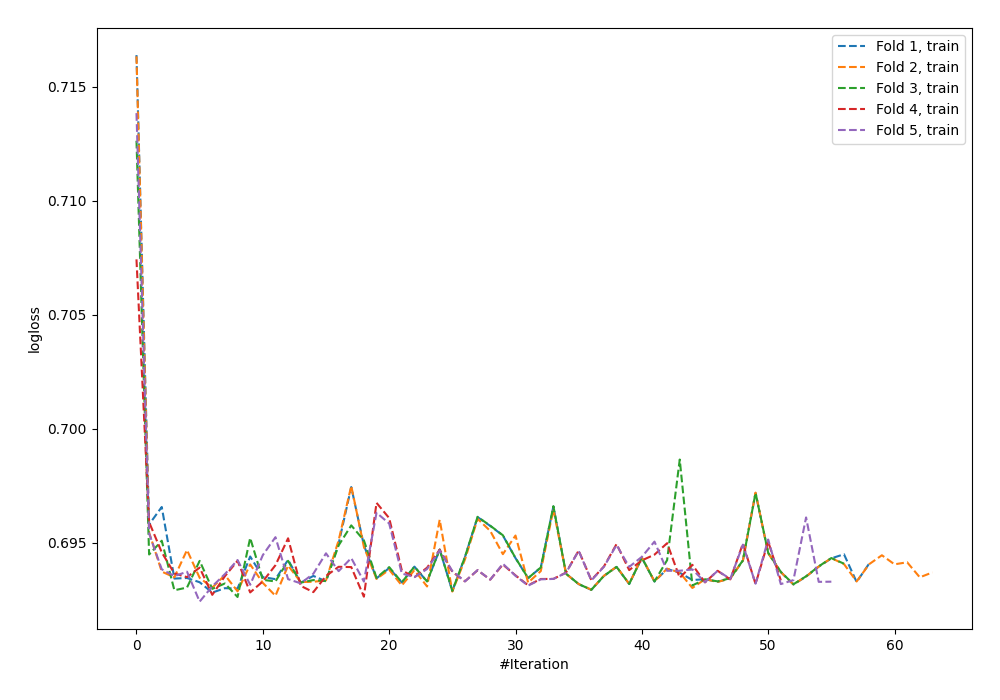 Fold 1, train
Fold 2, train
Fold 3, train
Fold 4, train
Fold 5, train
0.715
0.710
0.705
0.700
0.695
logloss
0 10 20 30 40 50 60
#Iteration